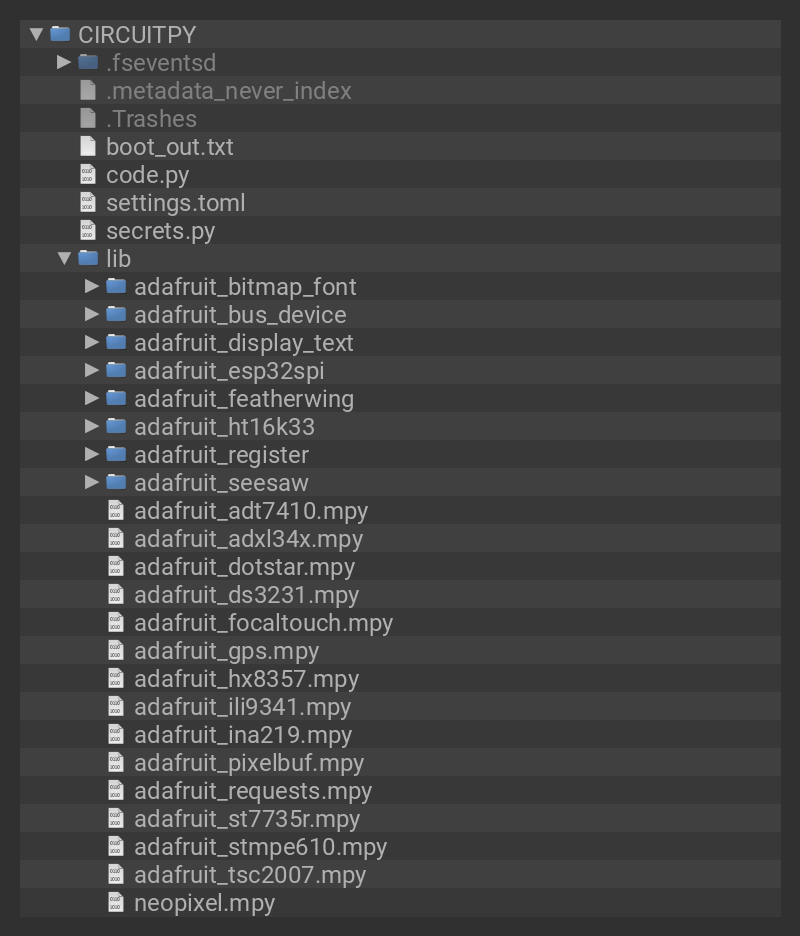 CIRCUITPY
.fseventsd
.metadata_never_index
.Trashes
boot_out.txt
code.py
settings.toml
secrets.py
lib
adafruit_bitmap_font
adafruit_bus_device
adafruit_display_text
adafruit_esp32spi
adafruit_featherwing
adafruit_ht16k33
adafruit_register
adafruit_seesaw
adafruit_adt7410.mpy
adafruit_adxl34x.mpy
adafruit_dotstar.mpy
adafruit_ds3231.mpy
adafruit_focaltouch.mpy
adafruit_gps.mpy
adafruit_hx8357.mpy
adafruit_ili9341.mpy
adafruit_ina219.mpy
adafruit_pixelbuf.mpy
adafruit_requests.mpy
adafruit_st7735r.mpy
adafruit_stmpe610.mpy
adafruit_tsc2007.mpy
neopixel.mpy